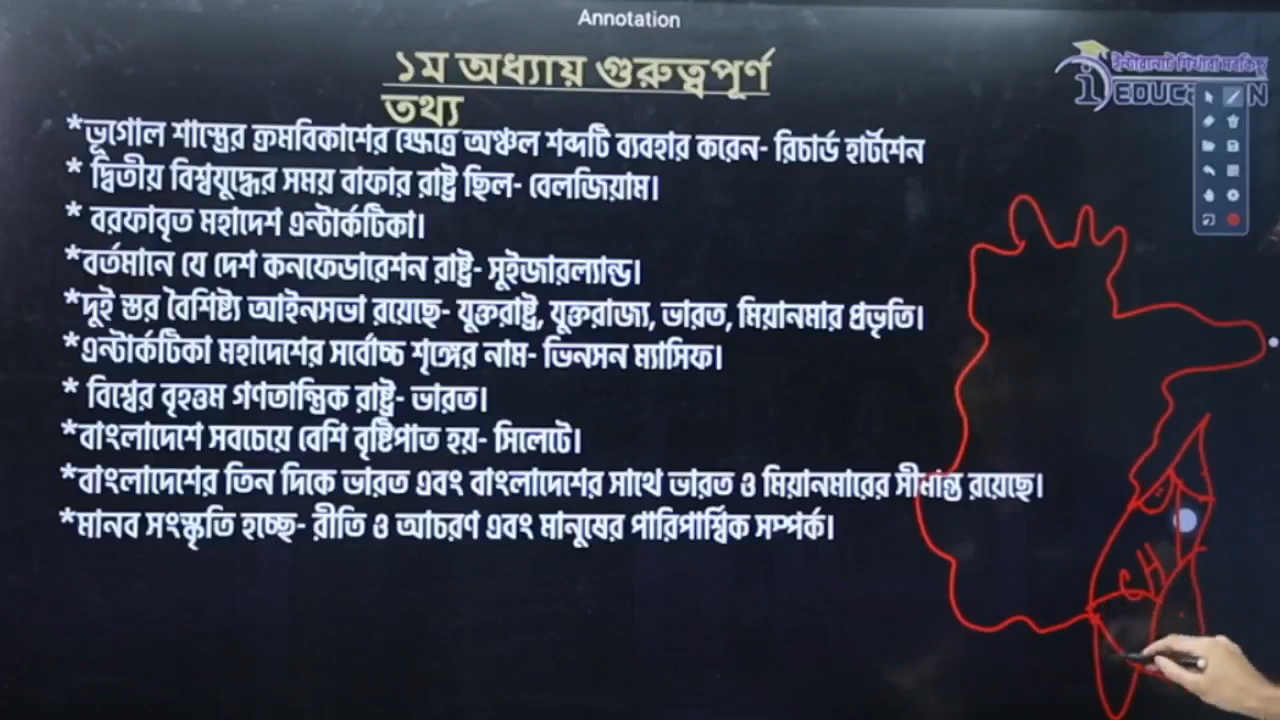 Annotation
১ম অধ্যায় গুরুত্বপূর্ণ
তথ্য
*ভূগোল শাস্ত্রের ক্রমবিকাশের ক্ষেত্রে অঞ্চল শব্দটি ব্যবহার করেন- রিচার্ড হার্টশেন
* দ্বিতীয় বিশ্বযুদ্ধের সময় বাফার রাষ্ট্র ছিল- বেলজিয়াম।
* বরফাবৃত মহাদেশ এন্টার্কটিকা।
*বর্তমানে যে দেশ কনফেডারেশন রাষ্ট্র- সুইজারল্যান্ড।
*দুই স্তর বৈশিষ্ট্য আইনসভা রয়েছে- যুক্তরাষ্ট্র, যুক্তরাজ্য, ভারত, মিয়ানমার প্রভৃতি।
*এন্টার্কটিকা মহাদেশের সর্বোচ্চ শৃঙ্গের নাম- ভিনসন ম্যাসিফ।
* বিশ্বের বৃহত্তম গণতান্ত্রিক রাষ্ট্র- ভারত।
*বাংলাদেশে সবচেয়ে বেশি বৃষ্টিপাত হয়- সিলেটে।
*বাংলাদেশের তিন দিকে ভারত এবং বাংলাদেশের সাথে ভারত ও মিয়ানমারের সীমান্ত রয়েছে।
*মানব সংস্কৃতি হচ্ছে- রীতি ও আচরণ এবং মানুষের পারিপার্শ্বিক সম্পর্ক।
CH